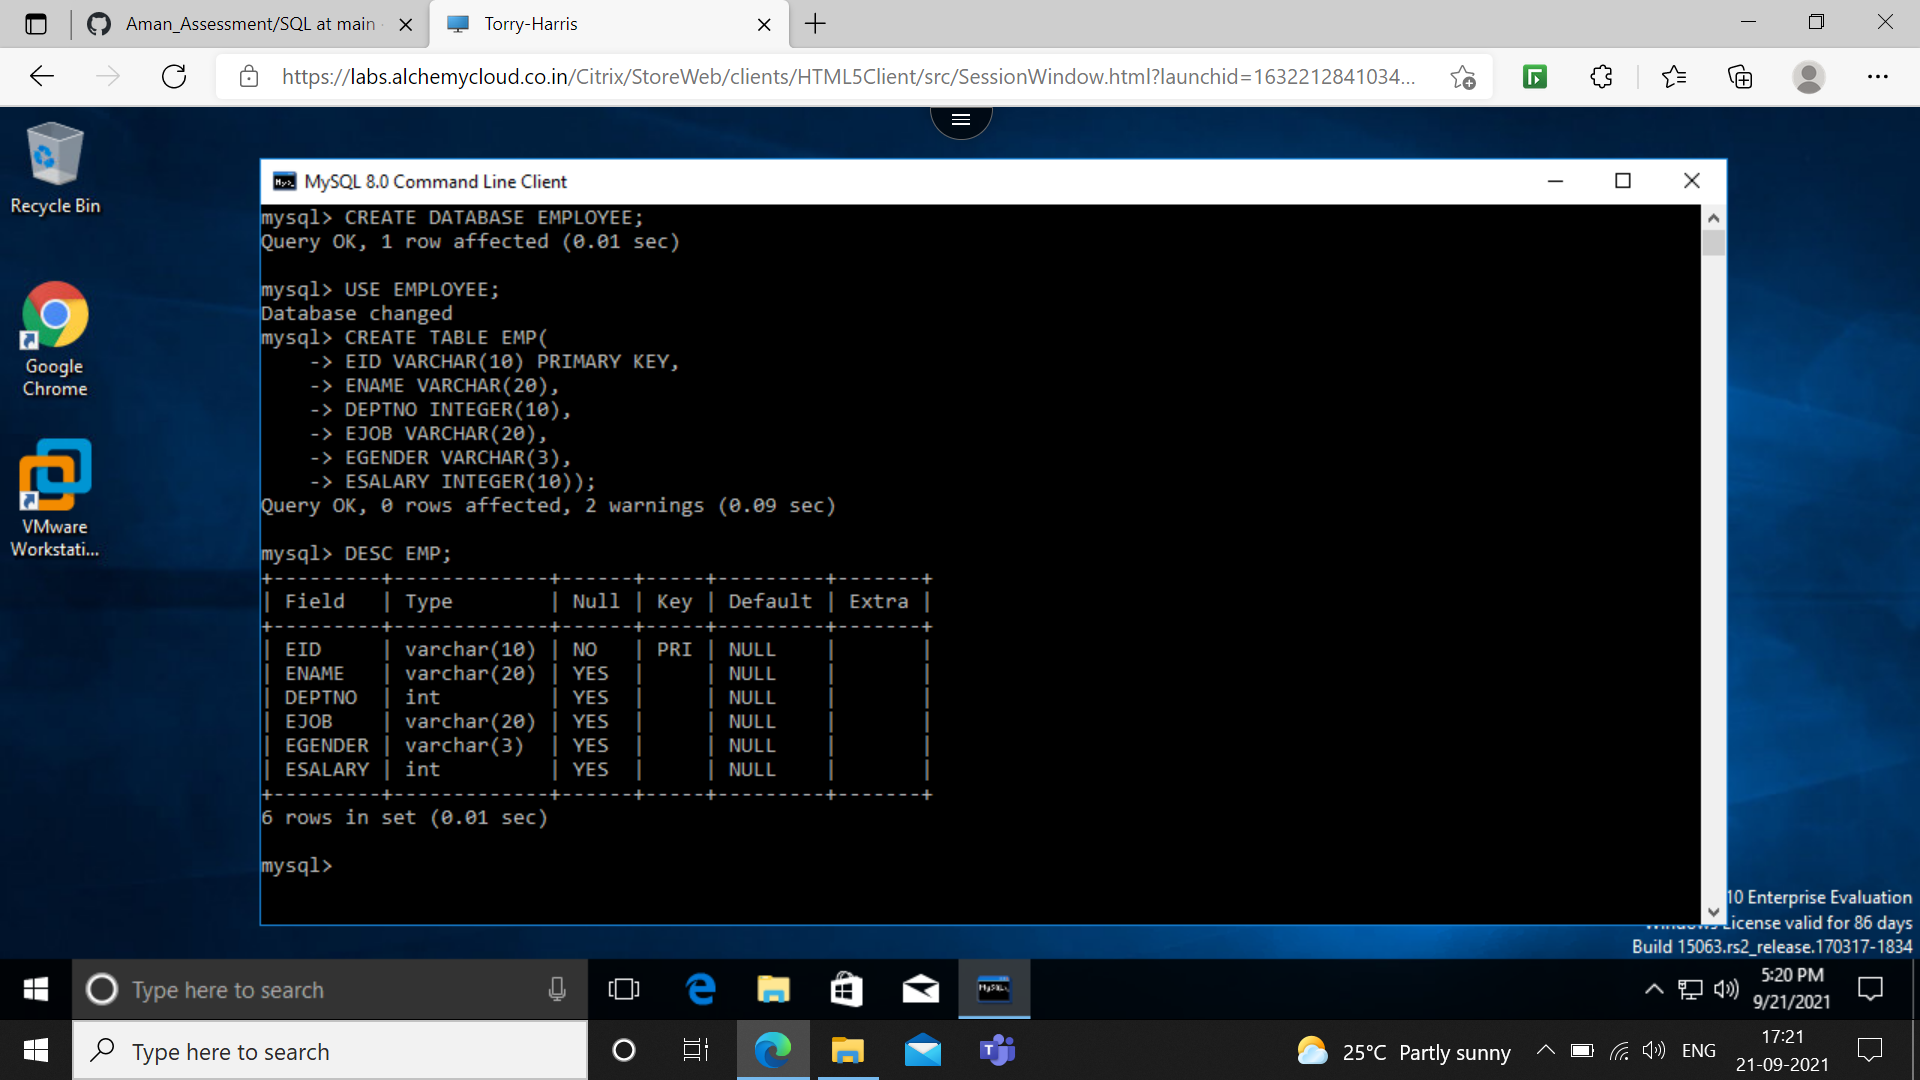 Aman_Assessment/SQL at main
Torry-Harris
https://labs.alchemycloud.co.in/Citrix/StoreWeb/clients/HTML5Client/src/SessionWindow.html?launchid=1632212841034...
Recycle Bin
Google
Chrome
VMware
Workstati...
MySQL 8.0 Command Line Client
mysql> CREATE DATABASE EMPLOYEE;
Query OK, 1 row affected (0.01 sec)
mysql> USE EMPLOYEE;
Database changed
mysql> CREATE TABLE EMP(
    -> EID VARCHAR(10) PRIMARY KEY,
    -> ENAME VARCHAR(20),
    -> DEPTNO INTEGER(10),
    -> EJOB VARCHAR(20),
    -> EGENDER VARCHAR(3),
    -> ESALARY INTEGER(10));
Query OK, 0 rows affected, 2 warnings (0.09 sec)
mysql> DESC EMP;
+---------+-------------+------+-----+---------+-------+
| Field   | Type        | Null | Key | Default | Extra |
+---------+-------------+------+-----+---------+-------+
| EID     | varchar(10) | NO   | PRI | NULL    |       |
| ENAME   | varchar(20) | YES  |     | NULL    |       |
| DEPTNO  | int         | YES  |     | NULL    |       |
| EJOB    | varchar(20) | YES  |     | NULL    |       |
| EGENDER | varchar(3)  | YES  |     | NULL    |       |
| ESALARY | int         | YES  |     | NULL    |       |
+---------+-------------+------+-----+---------+-------+
6 rows in set (0.01 sec)
mysql>
10 Enterprise Evaluation
Windows License valid for 86 days
Build 15063.rs2_release.170317-1834
Type here to search
5:20 PM
9/21/2021
Type here to search
25°C Partly sunny
ENG
17:21
21-09-2021